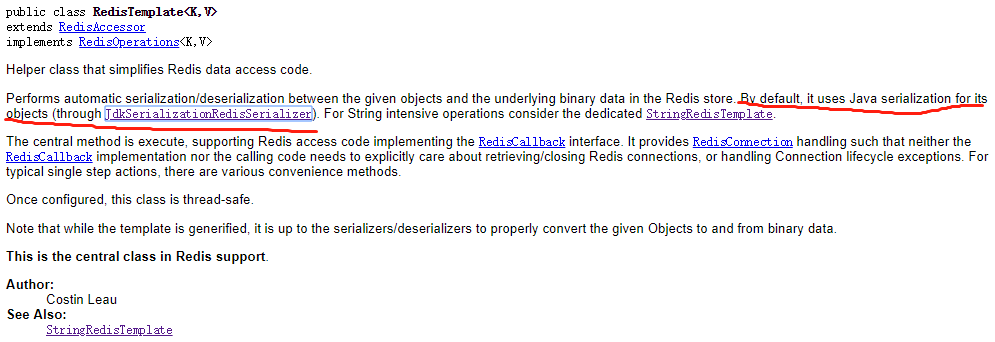 public class RedisTemplate<K,V>
extends RedisAccessor
implements RedisOperations<K,V>
Helper class that simplifies Redis data access code.
Performs automatic serialization/deserialization between the given objects and the underlying binary data in the Redis store. By default, it uses Java serialization for its
objects (through JdkSerializationRedisSerializer). For String intensive operations consider the dedicated StringRedisTemplate.
The central method is execute, supporting Redis access code implementing the RedisCallback interface. It provides RedisConnection handling such that neither the
RedisCallback implementation nor the calling code needs to explicitly care about retrieving/closing Redis connections, or handling Connection lifecycle exceptions. For
typical single step actions, there are various convenience methods.
Once configured, this class is thread-safe.
Note that while the template is generified, it is up to the serializers/deserializers to properly convert the given Objects to and from binary data.
This is the central class in Redis support.
Author:
Costin Leau
See Also:
StringRedisTemplate